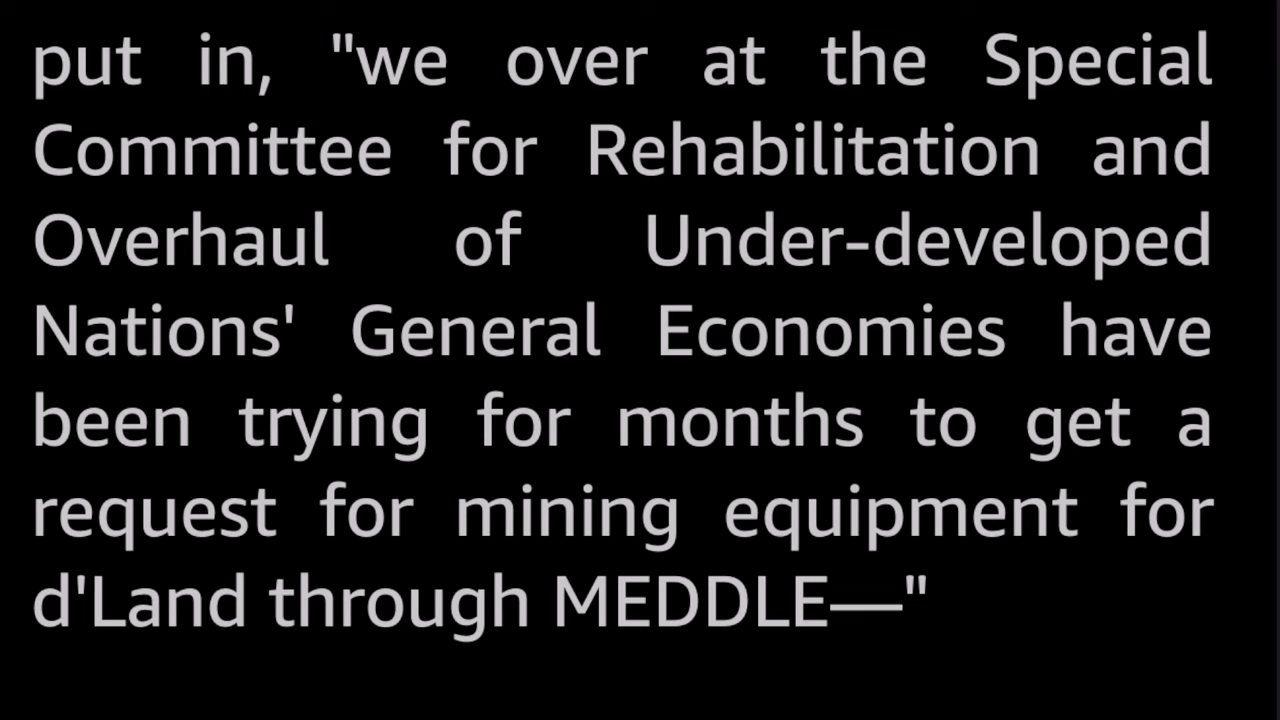 put in, "we over at the Special
Committee for Rehabilitation and
Overhaul of Under-developed
Nations' General Economies have
been trying for months to get a
request for mining equipment for
d'Land through MEDDLE—"